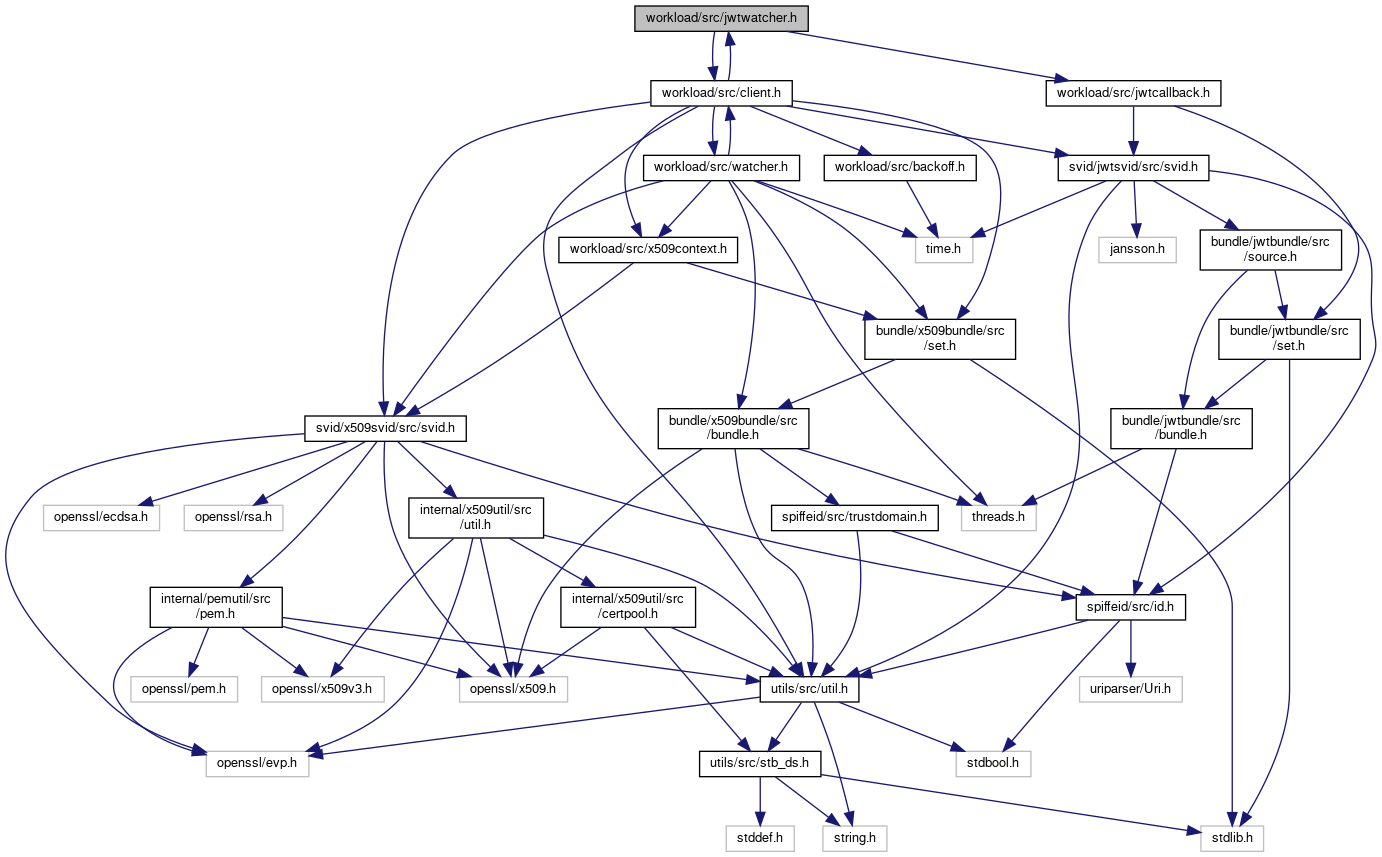 workload/src/jwtwatcher.h
workload/src/client.h
workload/src/jwtcallback.h
workload/src/watcher.h
workload/src/backoff.h
svid/jwtsvid/src/svid.h
workload/src/x509context.h
time.h
jansson.h
bundle/jwtbundle/src
/source.h
bundle/x509bundle/src
/set.h
bundle/jwtbundle/src
/set.h
svid/x509svid/src/svid.h
bundle/x509bundle/src
/bundle.h
bundle/jwtbundle/src
/bundle.h
openssl/ecdsa.h
openssl/rsa.h
internal/x509util/src
/util.h
spiffeid/src/trustdomain.h
threads.h
internal/pemutil/src
/pem.h
internal/x509util/src
/certpool.h
spiffeid/src/id.h
openssl/pem.h
openssl/x509v3.h
openssl/x509.h
utils/src/util.h
uriparser/Uri.h
openssl/evp.h
utils/src/stb_ds.h
stdbool.h
stddef.h
string.h
stdlib.h